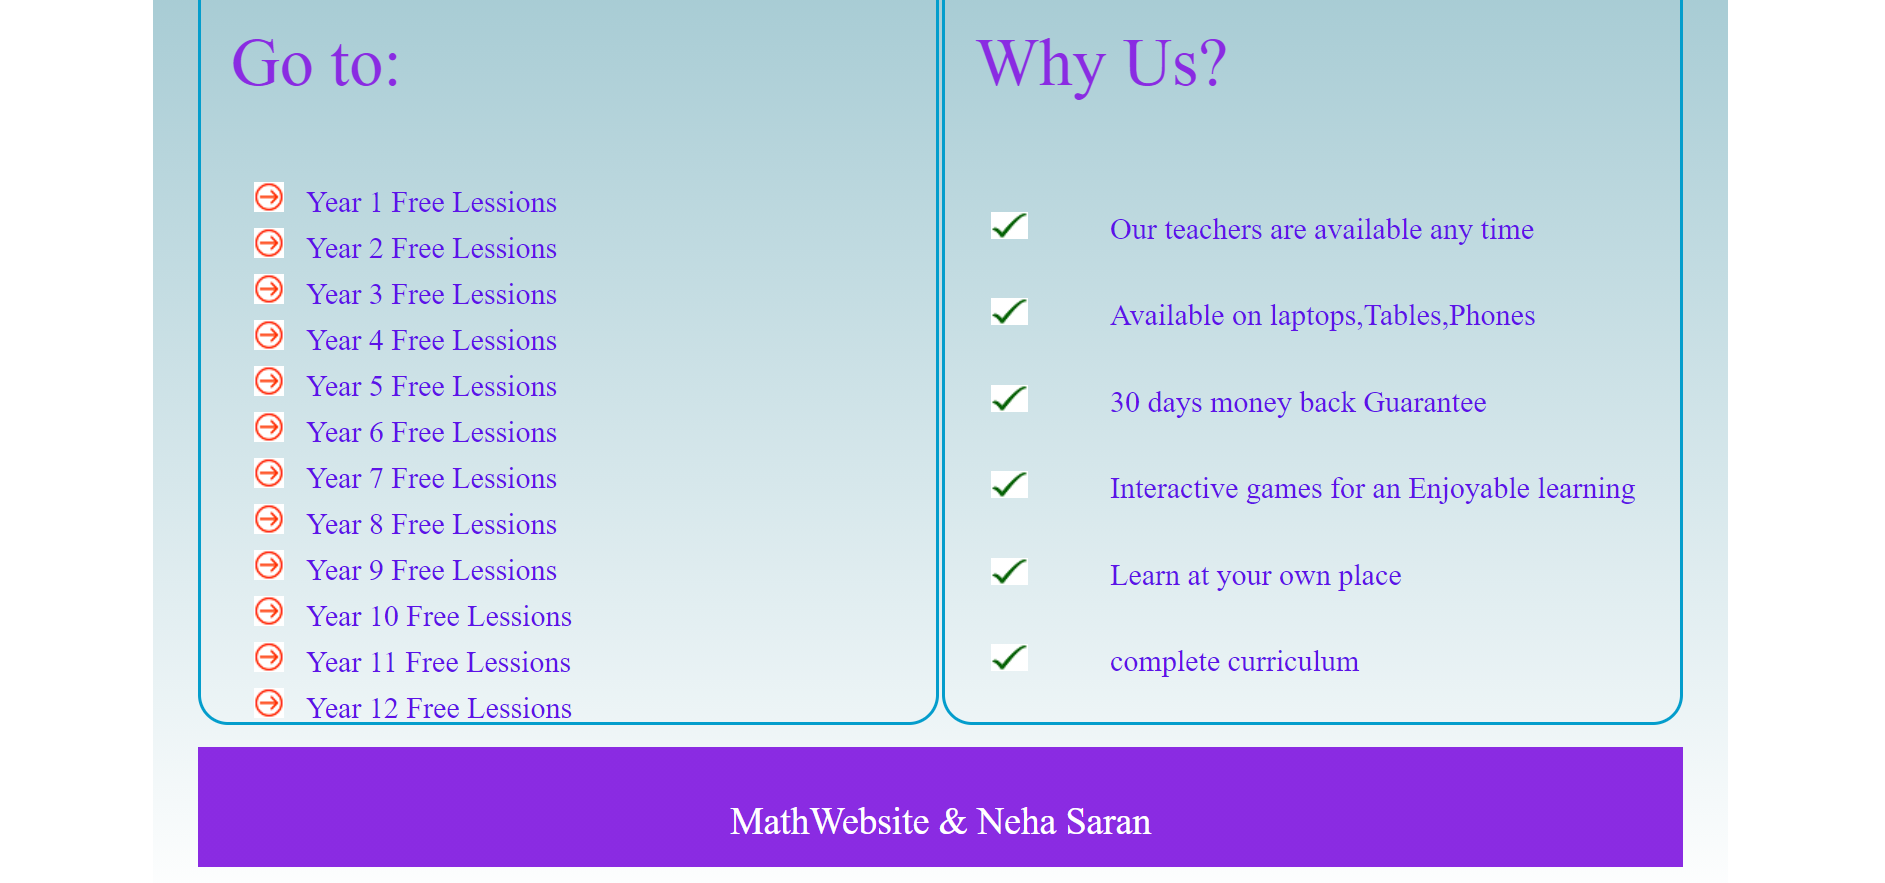 Go to:
Year 1 Free Lessions
Year 2 Free Lessions
Year 3 Free Lessions
Year 4 Free Lessions
Year 5 Free Lessions
Year 6 Free Lessions
Year 7 Free Lessions
Year 8 Free Lessions
Year 9 Free Lessions
Year 10 Free Lessions
Year 11 Free Lessions
Year 12 Free Lessions
Why Us?
Our teachers are available any time
Available on laptops,Tables,Phones
30 days money back Guarantee
Interactive games for an Enjoyable learning
Learn at your own place
complete curriculum
MathWebsite & Neha Saran